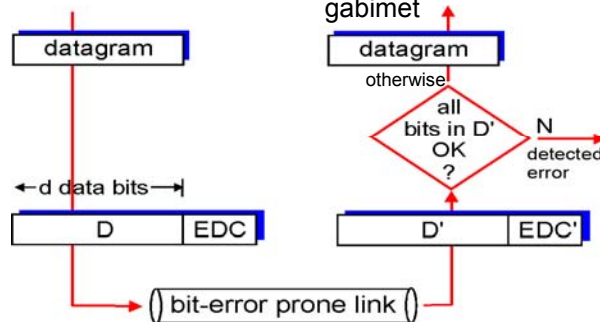 gabimet
datagram
datagram
otherwise
all
bits in D'
OK
?
N
detected
error
d data bits
D
EDC
D'
EDC'
bit-error prone link